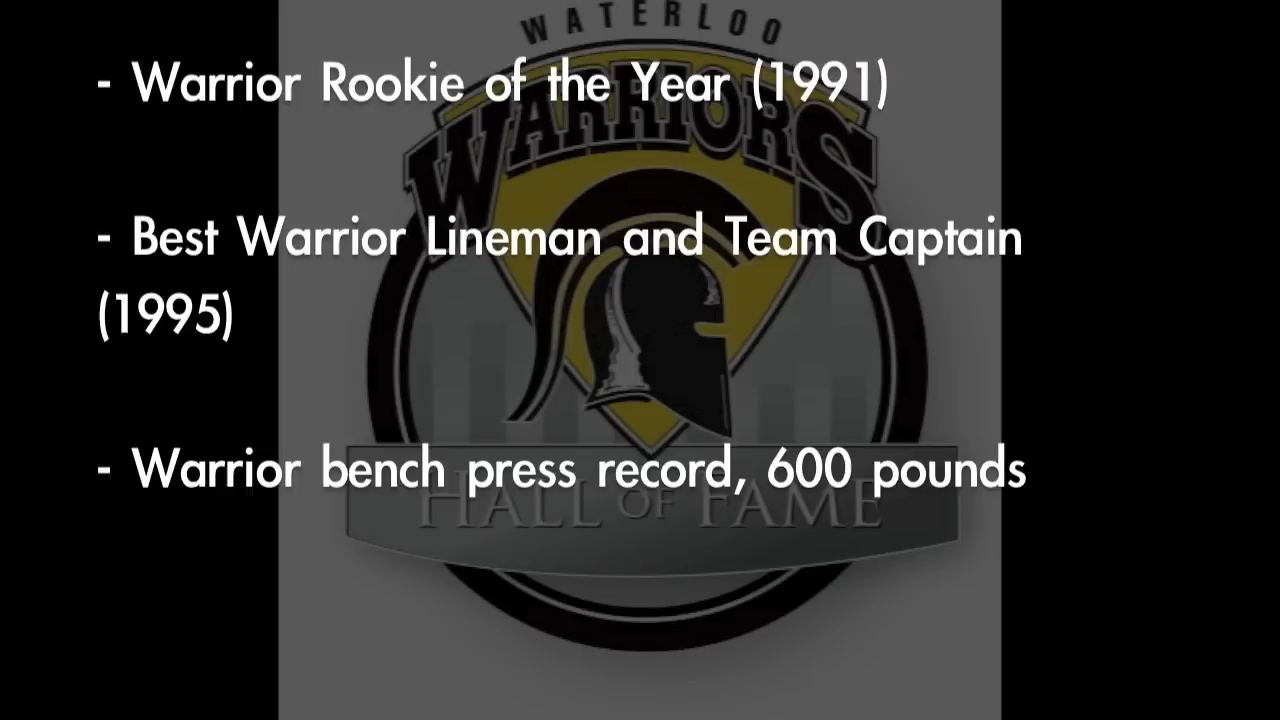 WATERLOO
WARRIORS
- Warrior Rookie of the Year (1991)
- Best Warrior Lineman and Team Captain
(1995)
- Warrior bench press record, 600 pounds
HALL OF FAME